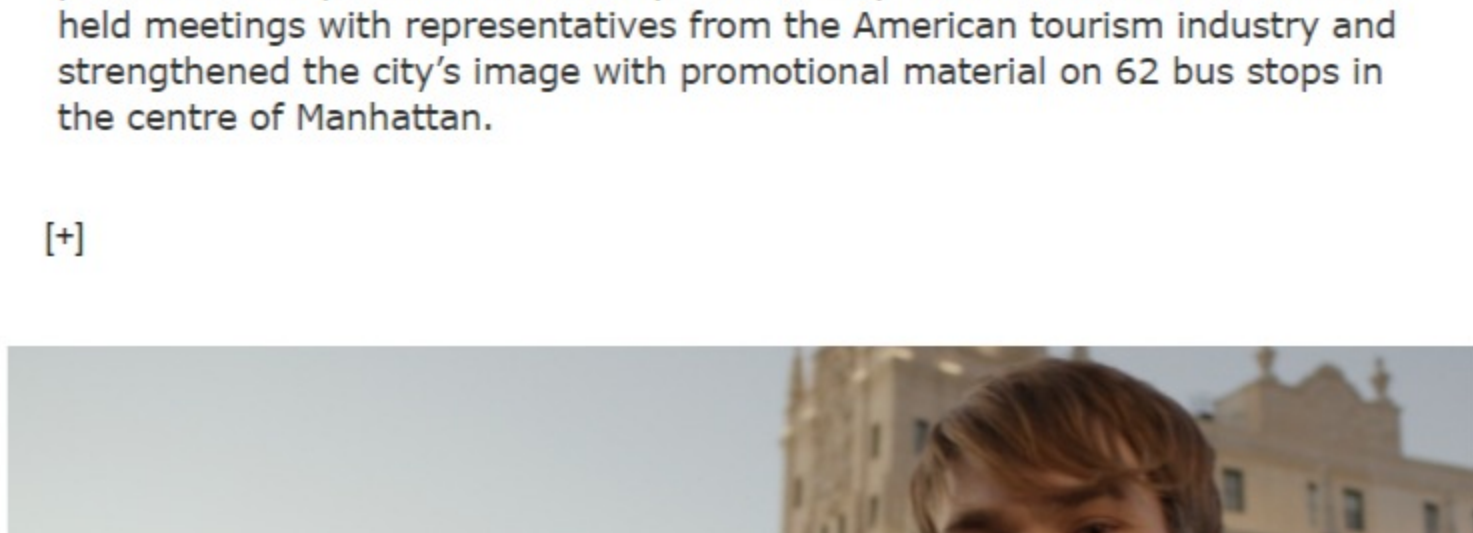 held meetings with representatives from the American tourism industry and
strengthened the city’s image with promotional material on 62 bus stops in
the centre of Manhattan.
[+]